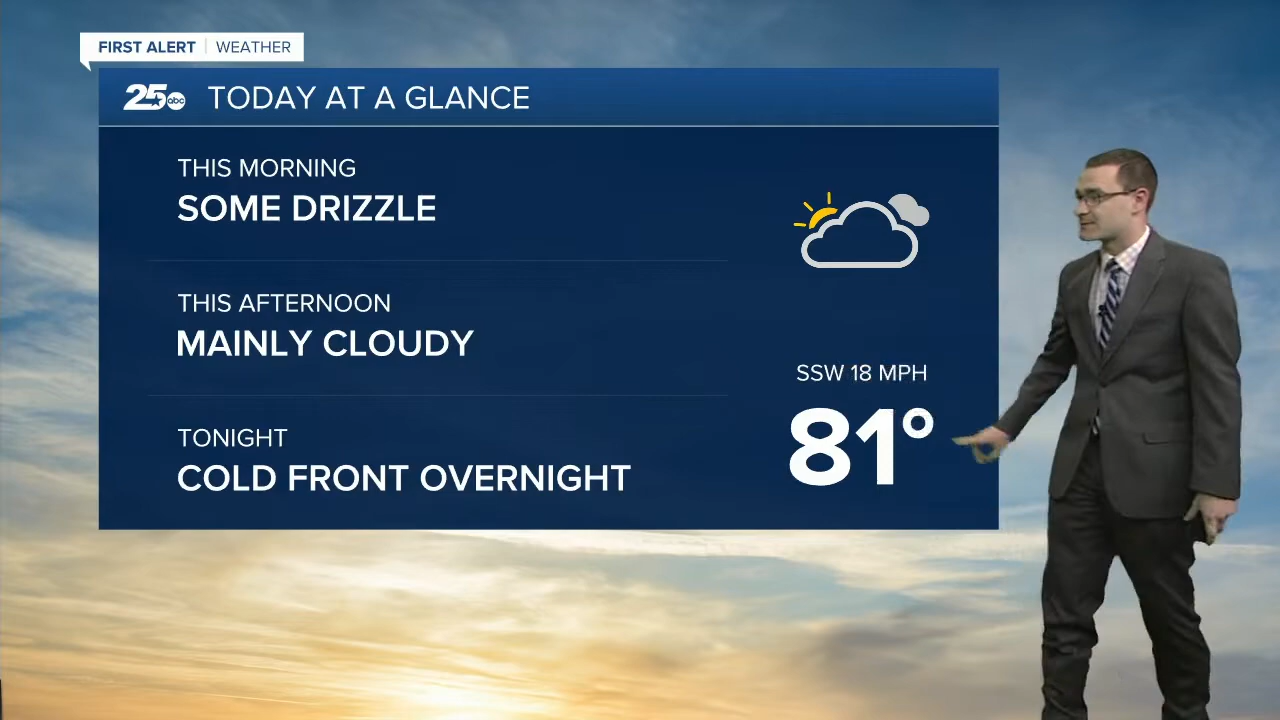 FIRST ALERT | WEATHER
25 abc TODAY AT A GLANCE
THIS MORNING
SOME DRIZZLE
THIS AFTERNOON
MAINLY CLOUDY
SSW 18 MPH
81°
TONIGHT
COLD FRONT OVERNIGHT